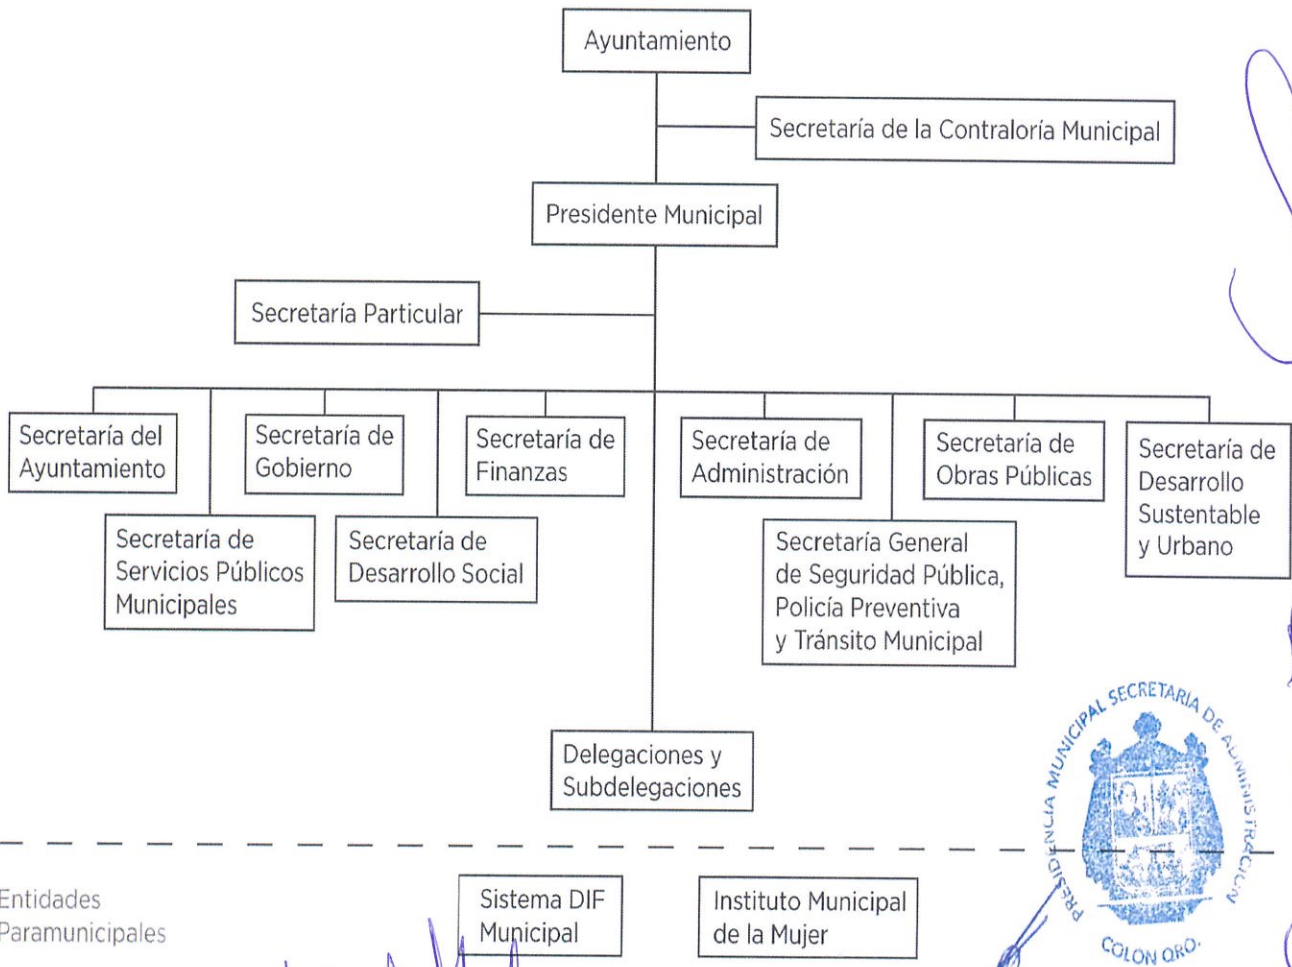 Ayuntamiento
Secretaría de la Contraloría Municipal
Presidente Municipal
Secretaría Particular
Secretaría del
Ayuntamiento
Secretaría de
Gobierno
Secretaría de
Finanzas
Secretaría de
Administración
Secretaría de
Obras Públicas
Secretaría de
Desarrollo
Sustentable
y Urbano
Secretaría de
Servicios Públicos
Municipales
Secretaría de
Desarrollo Social
Secretaría General
de Seguridad Pública,
Policía Preventiva
y Tránsito Municipal
Delegaciones y
Subdelegaciones
PRESIDENCIA MUNICIPAL SECRETARIA DE ADMINISTRACION
COLON QRO.
Entidades
Paramunicipales
Sistema DIF
Municipal
Instituto Municipal
de la Mujer